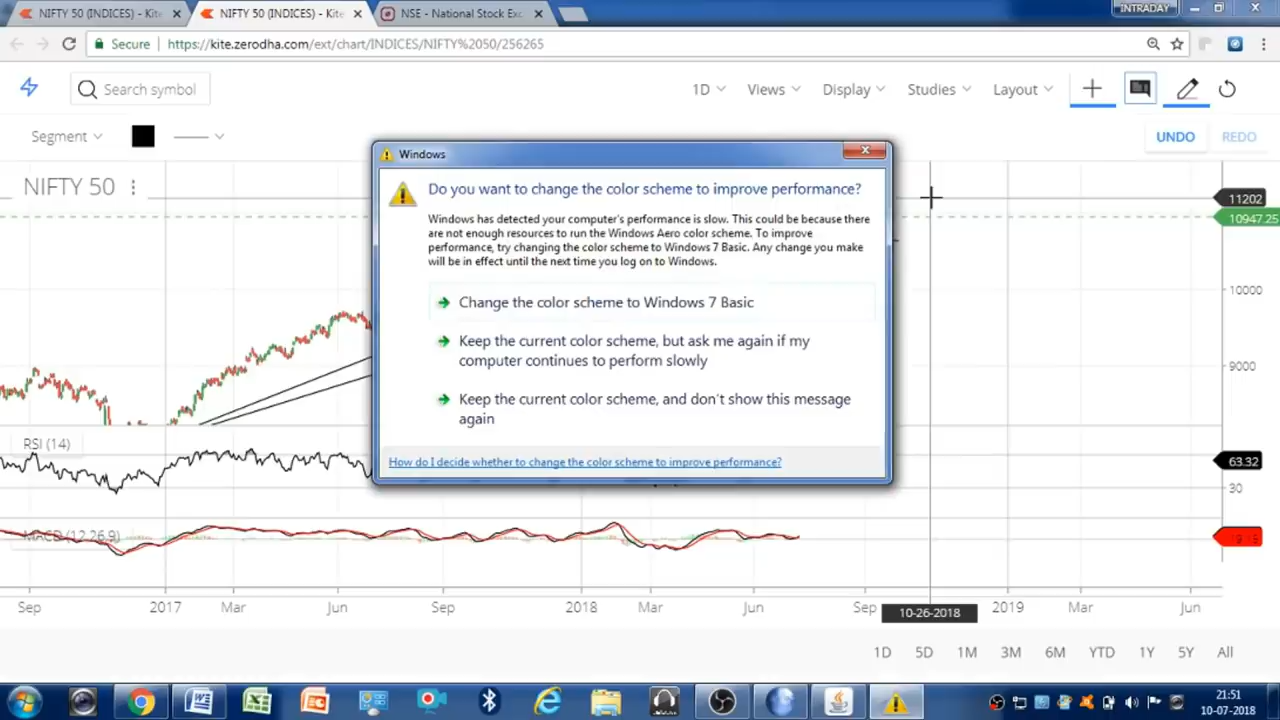 NIFTY 50 (INDICES) - Kite
NIFTY 50 (INDICES) - Kite
NSE - National Stock Exc
INTRADAY
Secure
https://kite.zerodha.com/ext/chart/INDICES/NIFTY%2050/256265
Search symbol
1D
Views
Display
Studies
Layout
Segment
UNDO
REDO
NIFTY 50
Windows
Do you want to change the color scheme to improve performance?
Windows has detected your computer's performance is slow. This could be because there
are not enough resources to run the Windows Aero color scheme. To improve
performance, try changing the color scheme to Windows 7 Basic. Any change you make
will be in effect until the next time you log on to Windows.
Change the color scheme to Windows 7 Basic
Keep the current color scheme, but ask me again if my
computer continues to perform slowly
Keep the current color scheme, and don't show this message
again
How do I decide whether to change the color scheme to improve performance?
11202
10947.25
10000
9000
RSI (14)
63.32
30
MACD (12,26,9)
Sep
2017
Mar
Jun
Sep
2018
Mar
Jun
Sep
10-26-2018
2019
Mar
Jun
1D
5D
1M
3M
6M
YTD
1Y
5Y
All
21:51
10-07-2018